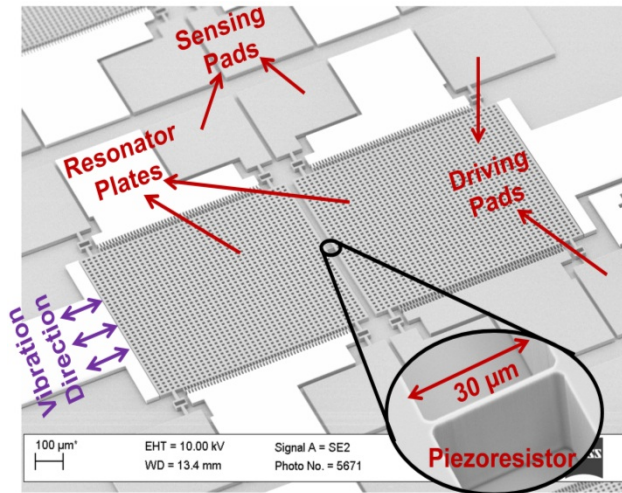 Sensing
Pads
Resonator
Plates
Driving
Pads
Vibration
Direction
30 µm
Piezoresistor
100 µm*
EHT = 10.00 kV
Signal A = SE2
WD = 13.4 mm
Photo No. = 5671